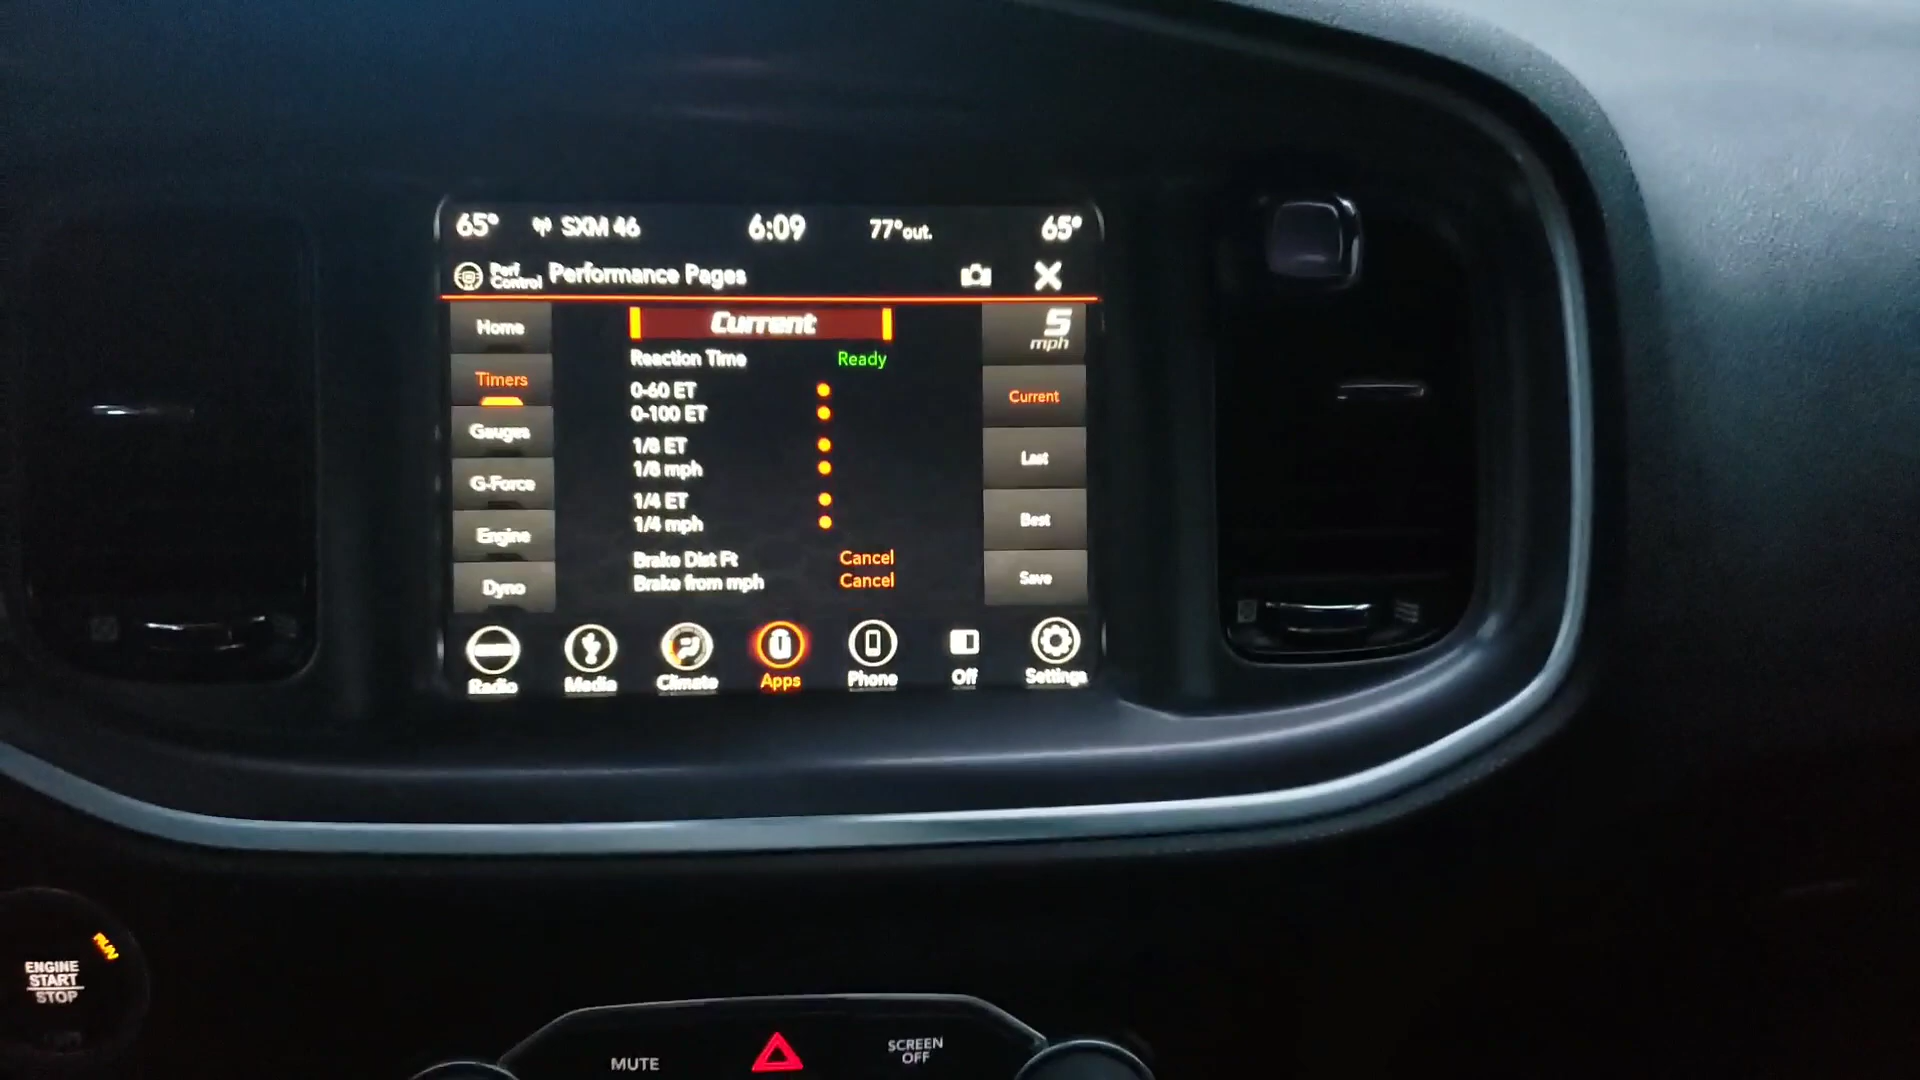 65° SXM 46 6:09 77°out. 65°
Perf Control Performance Pages
Home
Timers
Gauges
G-Force
Engine
Dyno
Current
Reaction Time Ready
0-60 ET
0-100 ET
1/8 ET
1/8 mph
1/4 ET
1/4 mph
Brake Dist Ft Cancel
Brake from mph Cancel
5
mph
Current
Last
Best
Save
Radio Media Climate Apps Phone Off Settings
RUN
ENGINE
START
STOP
MUTE
SCREEN
OFF